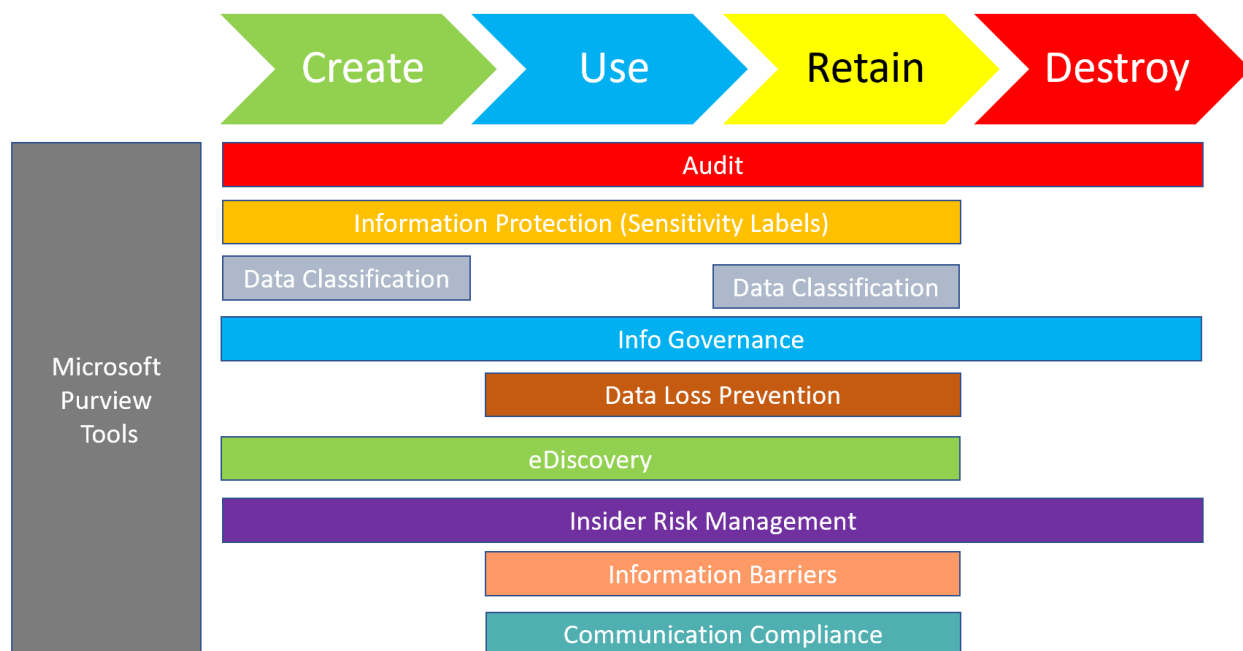 Create
Use
Retain
Destroy
Audit
Information Protection (Sensitivity Labels)
Data Classification
Data Classification
Info Governance
Microsoft
Purview
Tools
Data Loss Prevention
eDiscovery
Insider Risk Management
Information Barriers
Communication Compliance